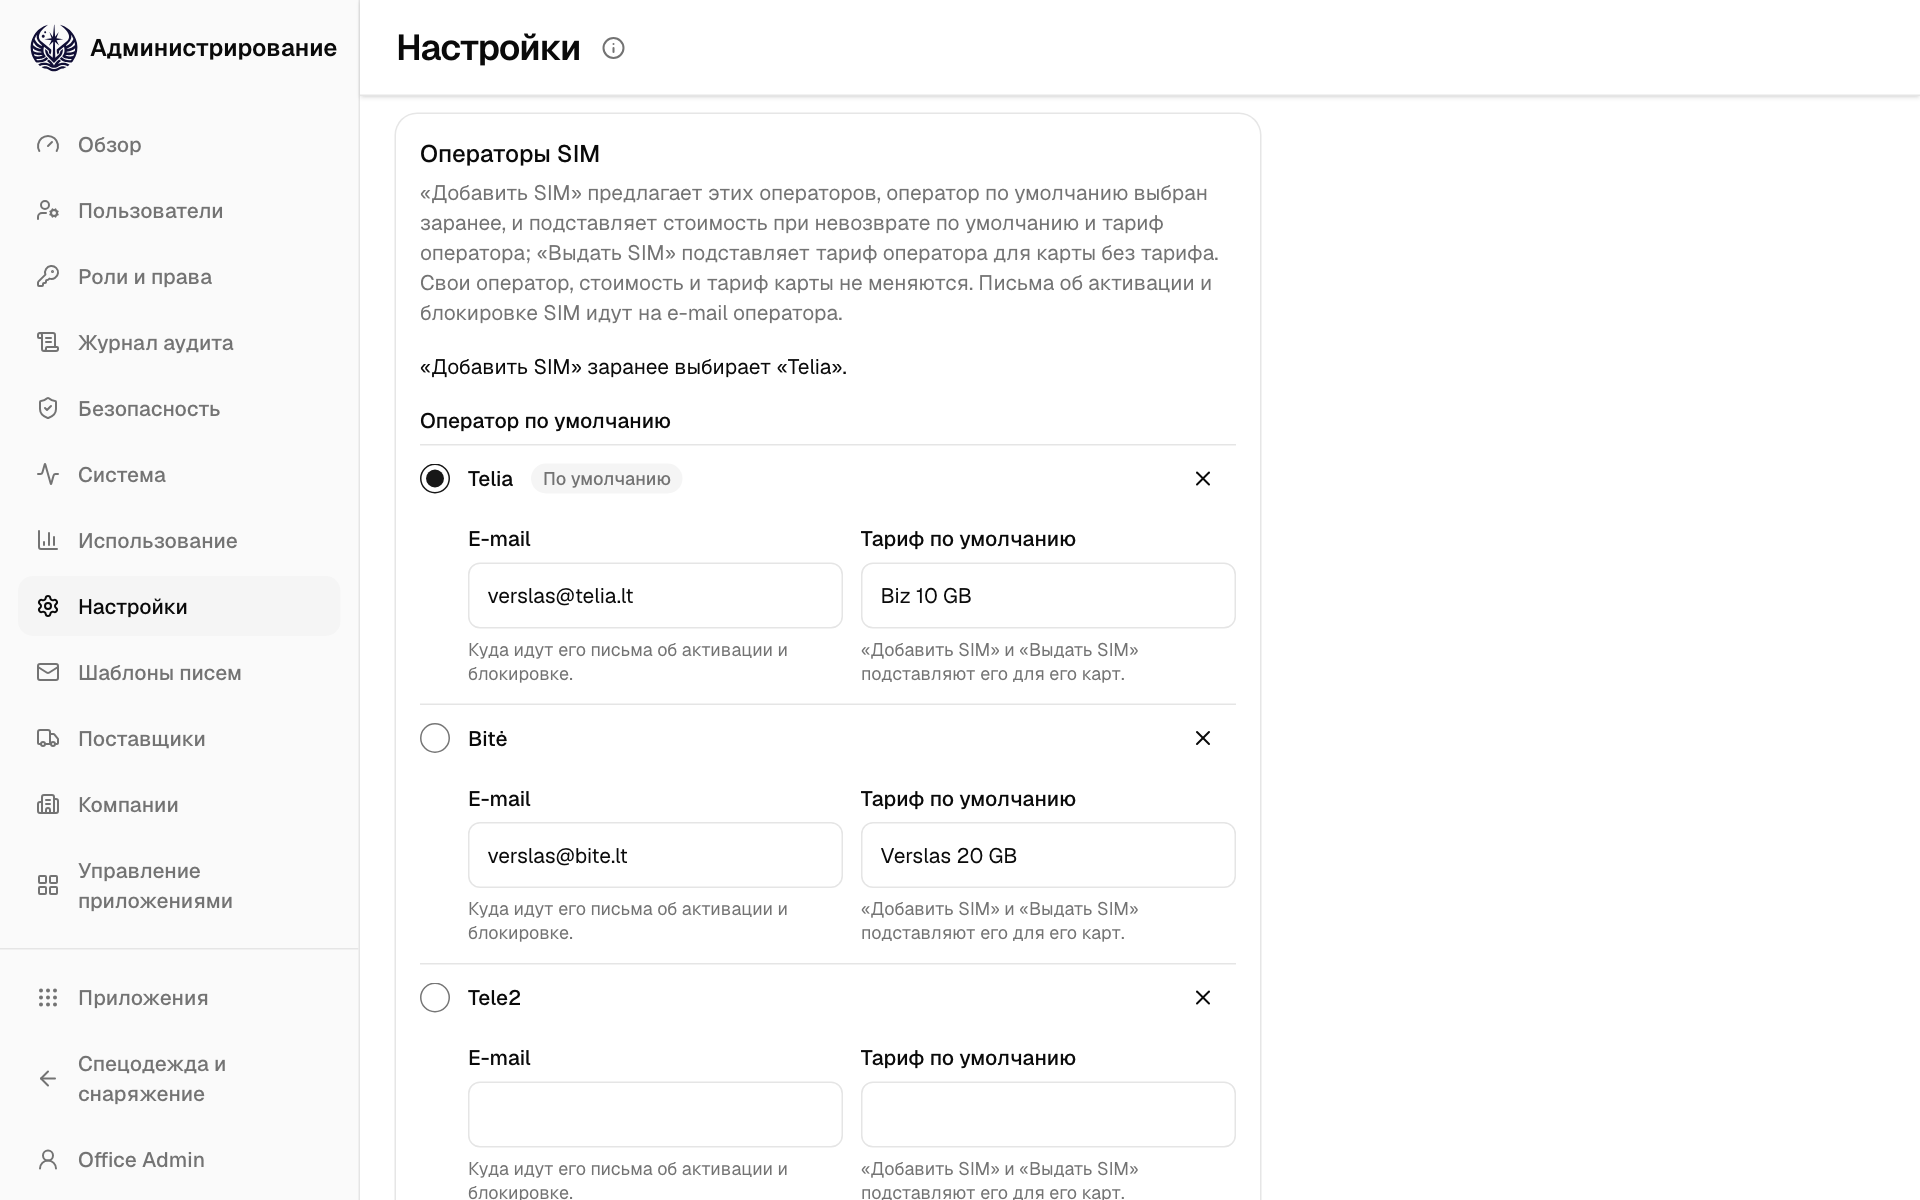 Администрирование
Обзор
Пользователи
Роли и права
Журнал аудита
Безопасность
Система
Использование
Настройки
Шаблоны писем
Поставщики
Компании
Управление
приложениями
Приложения
Спецодежда и
снаряжение
Office Admin
Настройки
Операторы SIM
«Добавить SIM» предлагает этих операторов, оператор по умолчанию выбран
заранее, и подставляет стоимость при невозврате по умолчанию и тариф
оператора; «Выдать SIM» подставляет тариф оператора для карты без тарифа.
Свои оператор, стоимость и тариф карты не меняются. Письма об активации и
блокировке SIM идут на e-mail оператора.
«Добавить SIM» заранее выбирает «Telia».
Оператор по умолчанию
Telia По умолчанию
E-mail Тариф по умолчанию
verslas@telia.lt Biz 10 GB
Куда идут его письма об активации и «Добавить SIM» и «Выдать SIM»
блокировке. подставляют его для его карт.
Bitė
E-mail Тариф по умолчанию
verslas@bite.lt Verslas 20 GB
Куда идут его письма об активации и «Добавить SIM» и «Выдать SIM»
блокировке. подставляют его для его карт.
Tele2
E-mail Тариф по умолчанию
Куда идут его письма об активации и «Добавить SIM» и «Выдать SIM»
блокировке. подставляют его для его карт.